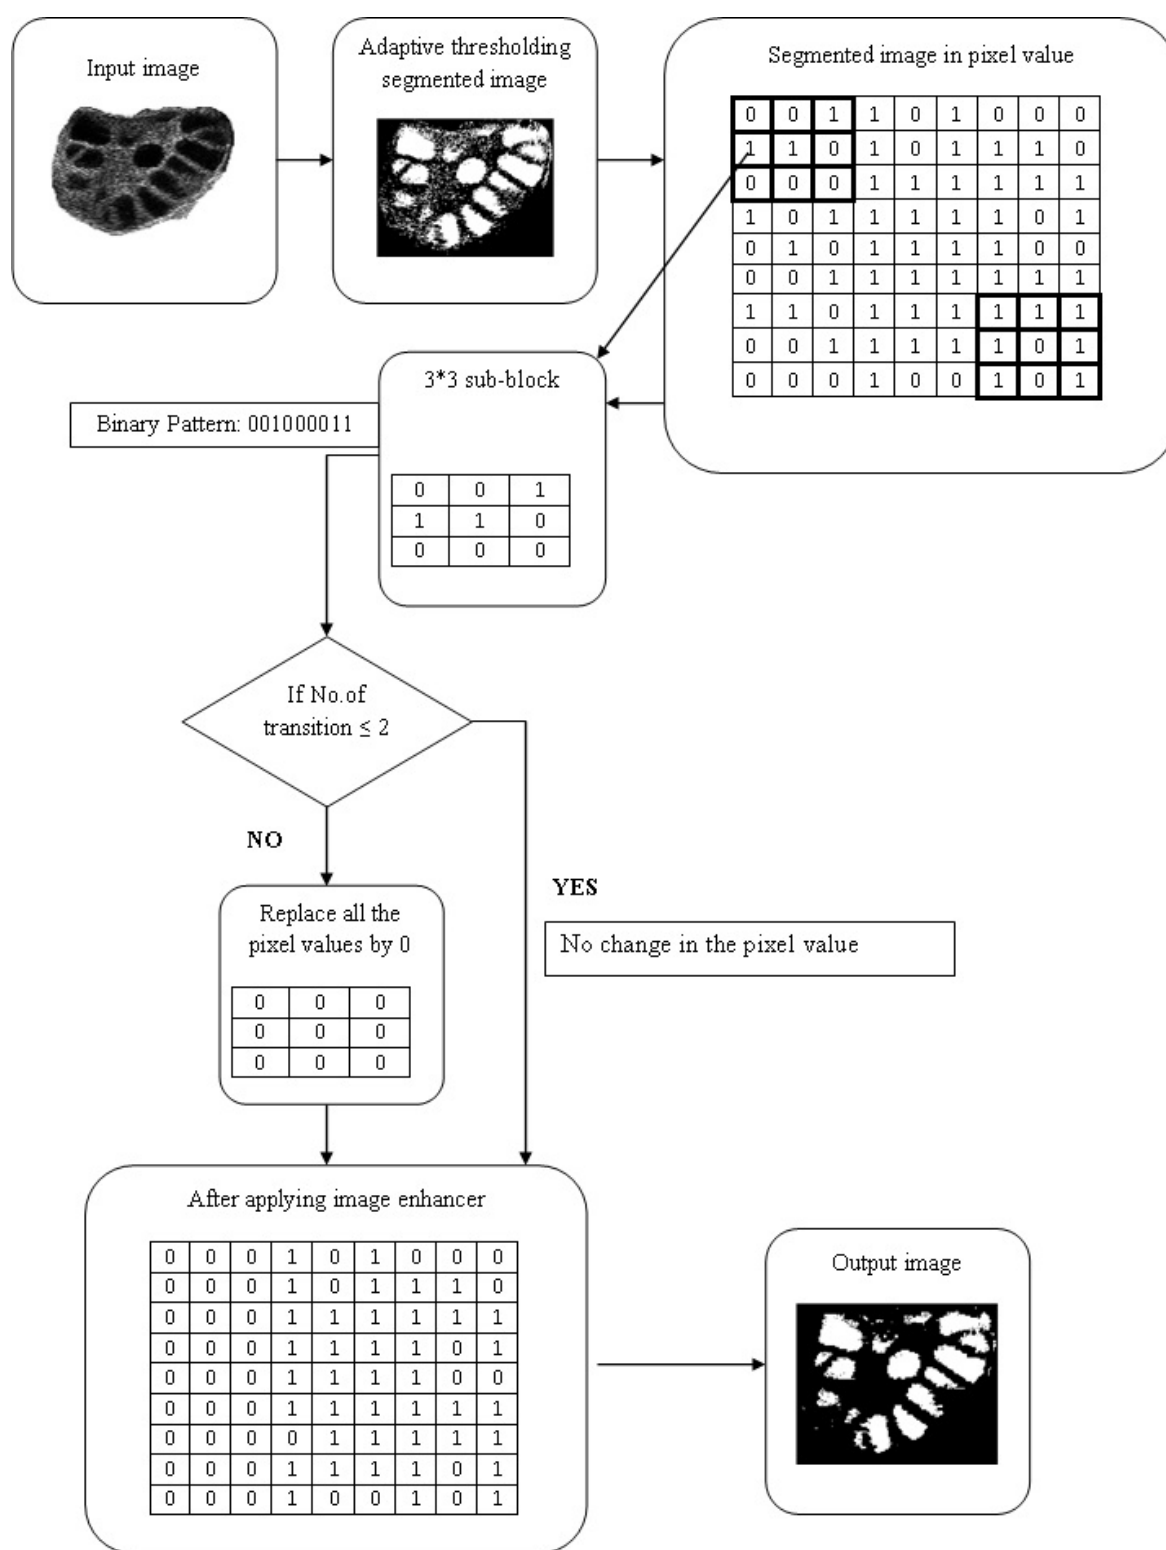 Input image
Adaptive thresholding
segmented image
Segmented image in pixel value
0 0 1 1 0 1 0 0 0
1 1 0 1 0 1 1 1 0
0 0 0 1 1 1 1 1 1
1 0 1 1 1 1 1 0 1
0 1 0 1 1 1 1 0 0
0 0 1 1 1 1 1 1 1
1 1 0 1 1 1 1 1 1
0 0 1 1 1 1 1 0 1
0 0 0 1 0 0 1 0 1
3*3 sub-block
Binary Pattern: 001000011
0 0 1
1 1 0
0 0 0
If No.of
transition ≤ 2
NO
YES
Replace all the
pixel values by 0
No change in the pixel value
0 0 0
0 0 0
0 0 0
After applying image enhancer
0 0 0 1 0 1 0 0 0
0 0 0 1 0 1 1 1 0
0 0 0 1 1 1 1 1 1
0 0 0 1 1 1 1 0 1
0 0 0 1 1 1 1 0 0
0 0 0 1 1 1 1 1 1
0 0 0 0 1 1 1 1 1
0 0 0 1 1 1 1 0 1
0 0 0 1 0 0 1 0 1
Output image